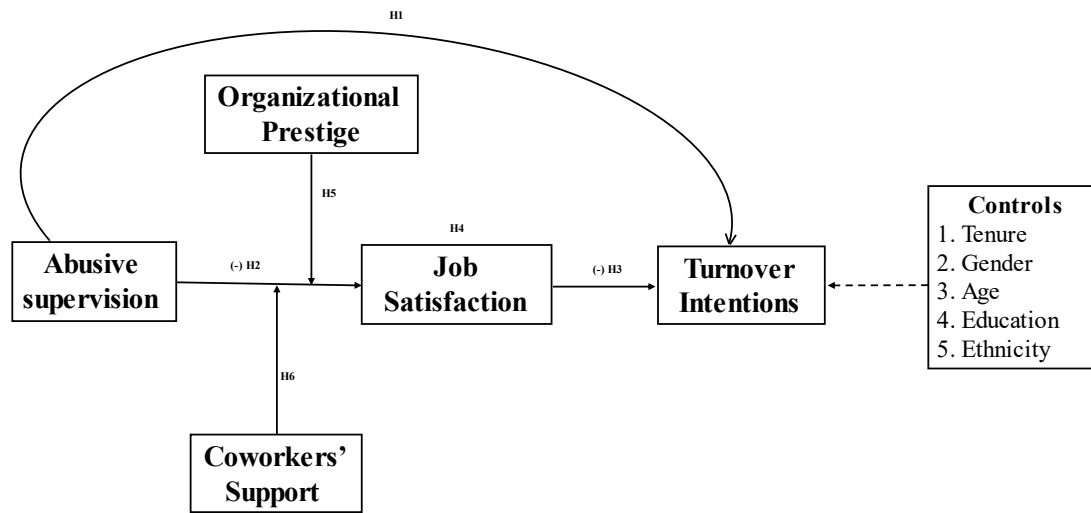 H1
Organizational
Prestige
H5
Abusive
supervision
(-) H2
H4
Job
Satisfaction
(-) H3
Turnover
Intentions
Controls
1. Tenure
2. Gender
3. Age
4. Education
5. Ethnicity
H6
Coworkers’
Support